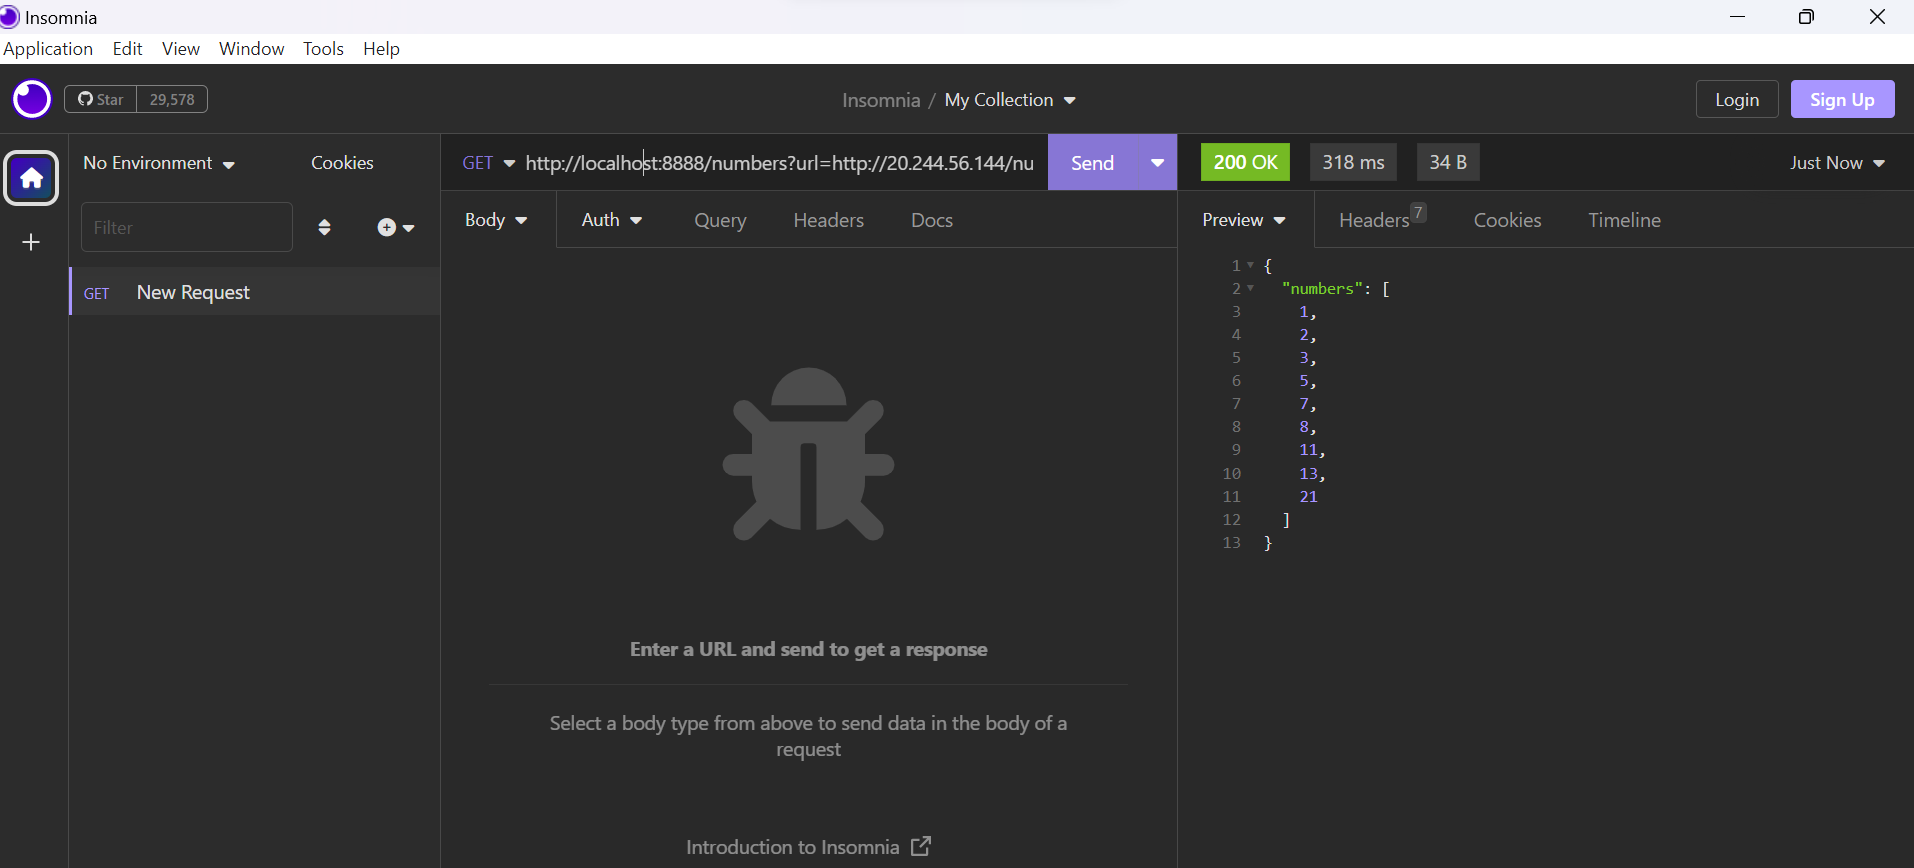 Insomnia
Application Edit View Window Tools Help
Star 29,578
Insomnia / My Collection
Login Sign Up
No Environment Cookies
GET http://localhost:8888/numbers?url=http://20.244.56.144/nu Send
200 OK 318 ms 34 B Just Now
Filter
Body Auth Query Headers Docs
Preview Headers 7 Cookies Timeline
GET New Request
1 {
2 "numbers": [
3 1,
4 2,
5 3,
6 5,
7 7,
8 8,
9 11,
10 13,
11 21
12 ]
13 }
Enter a URL and send to get a response
Select a body type from above to send data in the body of a
request
Introduction to Insomnia